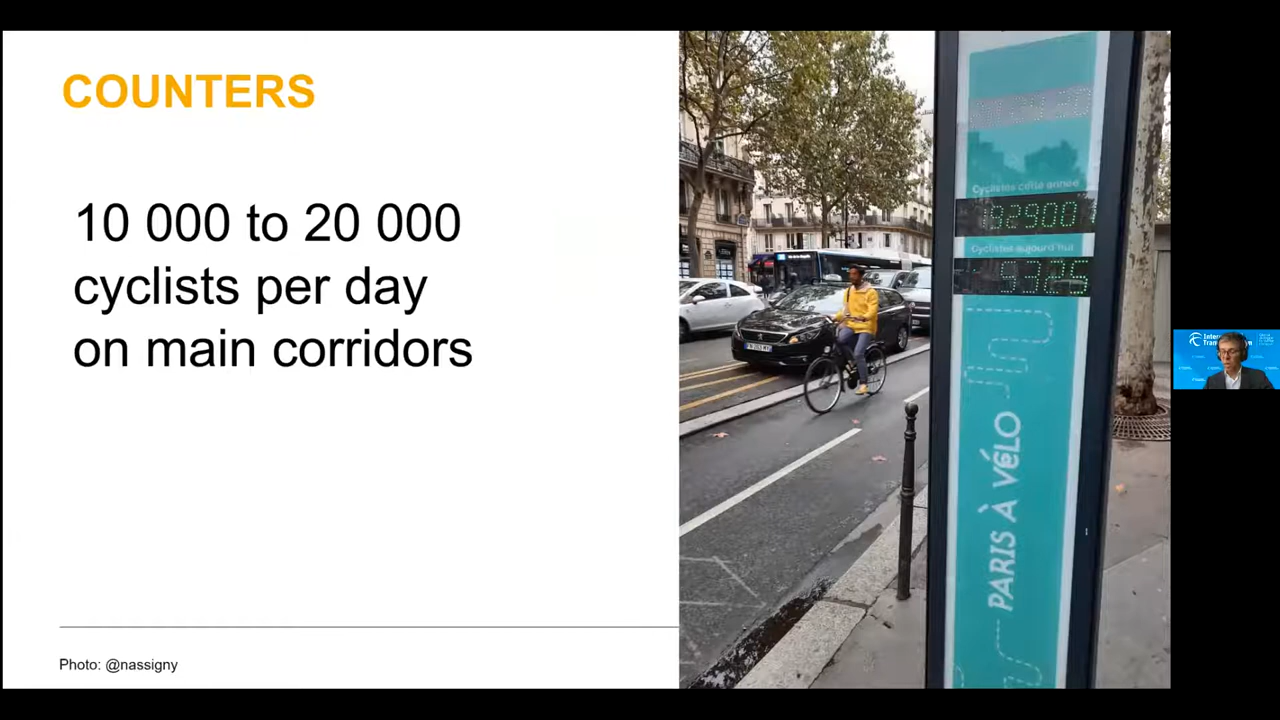 COUNTERS
10 000 to 20 000
cyclists per day
on main corridors
Photo: @nassigny
Cyclistes cette année
Cyclistes aujourd'hui
PARIS À VÉLO